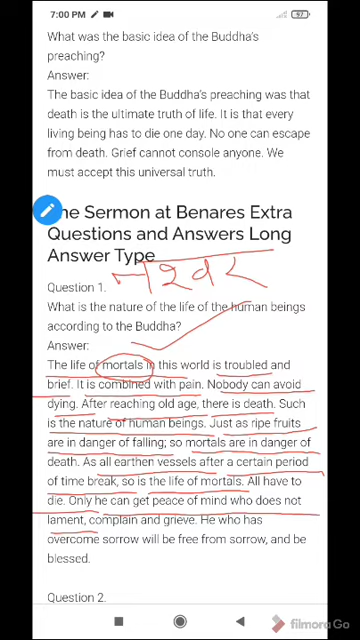 7:00 PM
97
What was the basic idea of the Buddha's
preaching?
Answer:
The basic idea of the Buddha's preaching was that
death is the ultimate truth of life. It is that every
living being has to die one day. No one can escape
from death. Grief cannot console anyone. We
must accept this universal truth.
The Sermon at Benares Extra
Questions and Answers Long
Answer Type
नश्वर
Question 1.
What is the nature of the life of the human beings
according to the Buddha?
Answer:
The life of mortals in this world is troubled and
brief. It is combined with pain. Nobody can avoid
dying. After reaching old age, there is death. Such
is the nature of human beings. Just as ripe fruits
are in danger of falling; so mortals are in danger of
death. As all earthen vessels after a certain period
of time break, so is the life of mortals. All have to
die. Only he can get peace of mind who does not
lament, complain and grieve. He who has
overcome sorrow will be free from sorrow, and be
blessed.
Question 2.
filmoraGo